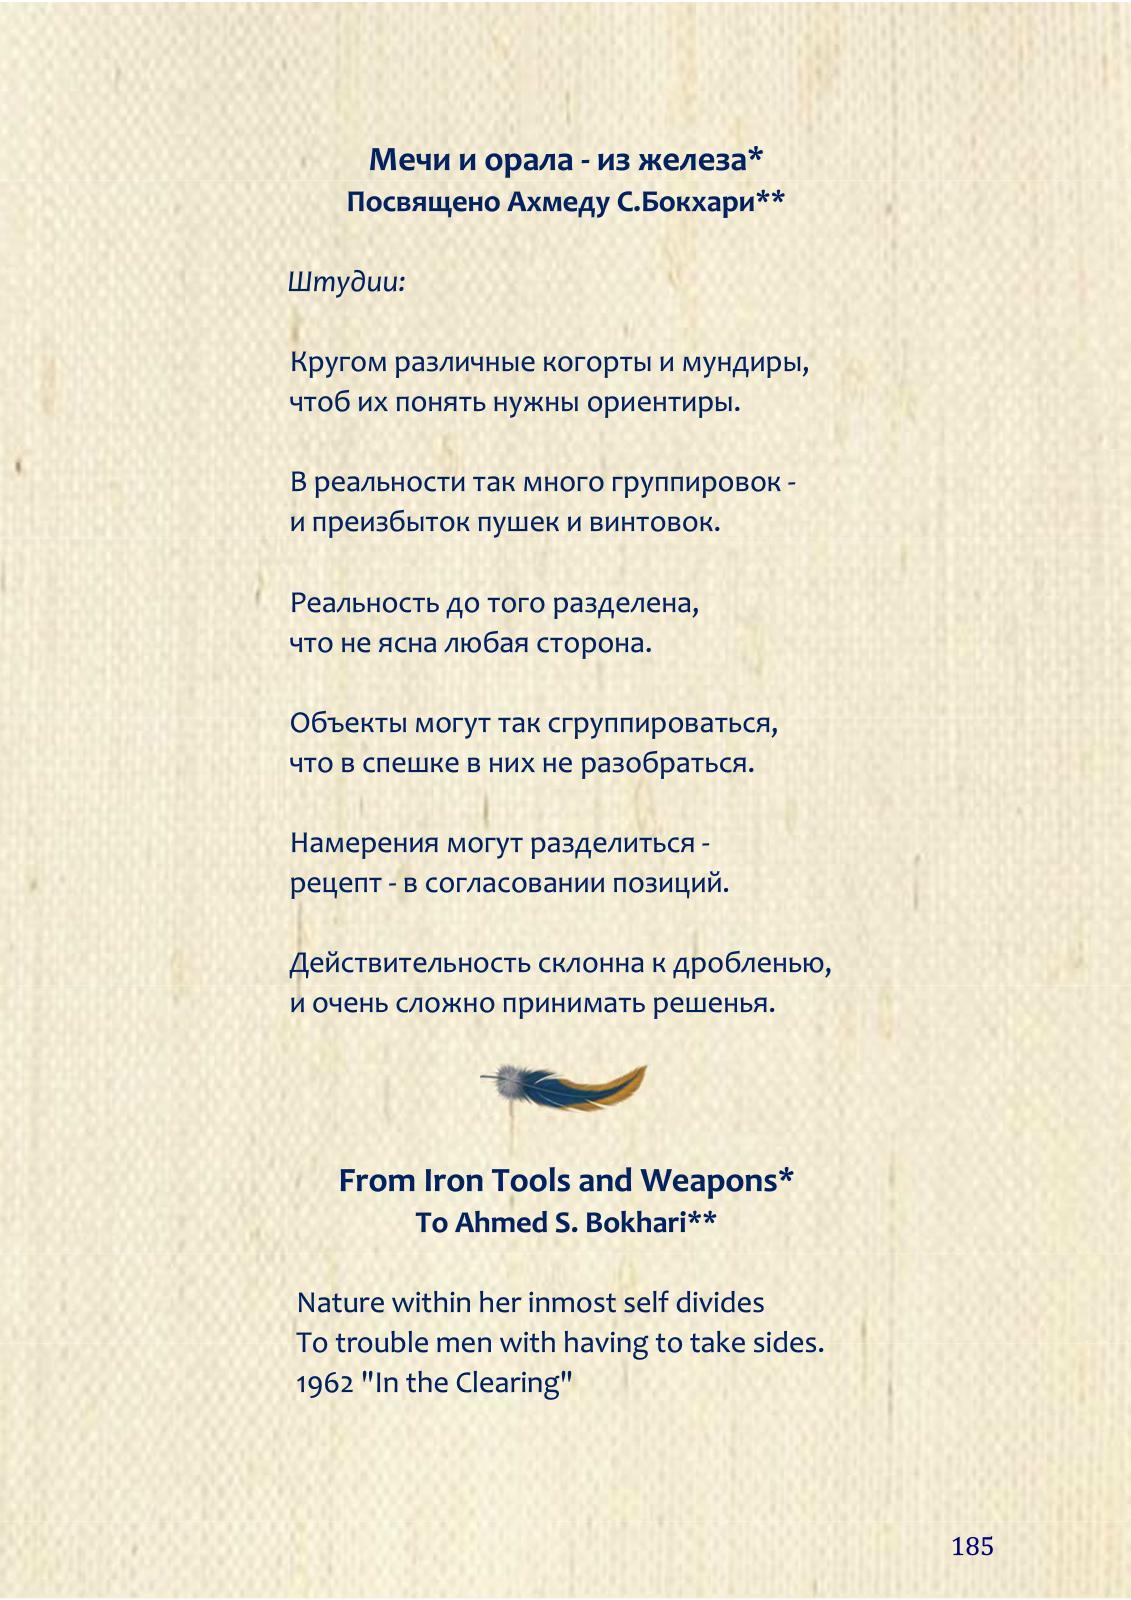 Мечи и орала - из железа*
Посвящено Ахмеду С.Бокхари**
Штудии:
Кругом различные когорты и мундиры,
чтоб их понять нужны ориентиры.
В реальности так много группировок -
и преизбыток пушек и винтовок.
Реальность до того разделена,
что не ясна любая сторона.
Объекты могут так сгруппироваться,
что в спешке в них не разобраться.
Намерения могут разделиться -
рецепт - в согласовании позиций.
Действительность склонна к дробленью,
и очень сложно принимать решенья.
From Iron Tools and Weapons*
To Ahmed S. Bokhari**
Nature within her inmost self divides
To trouble men with having to take sides.
1962 "In the Clearing"
185